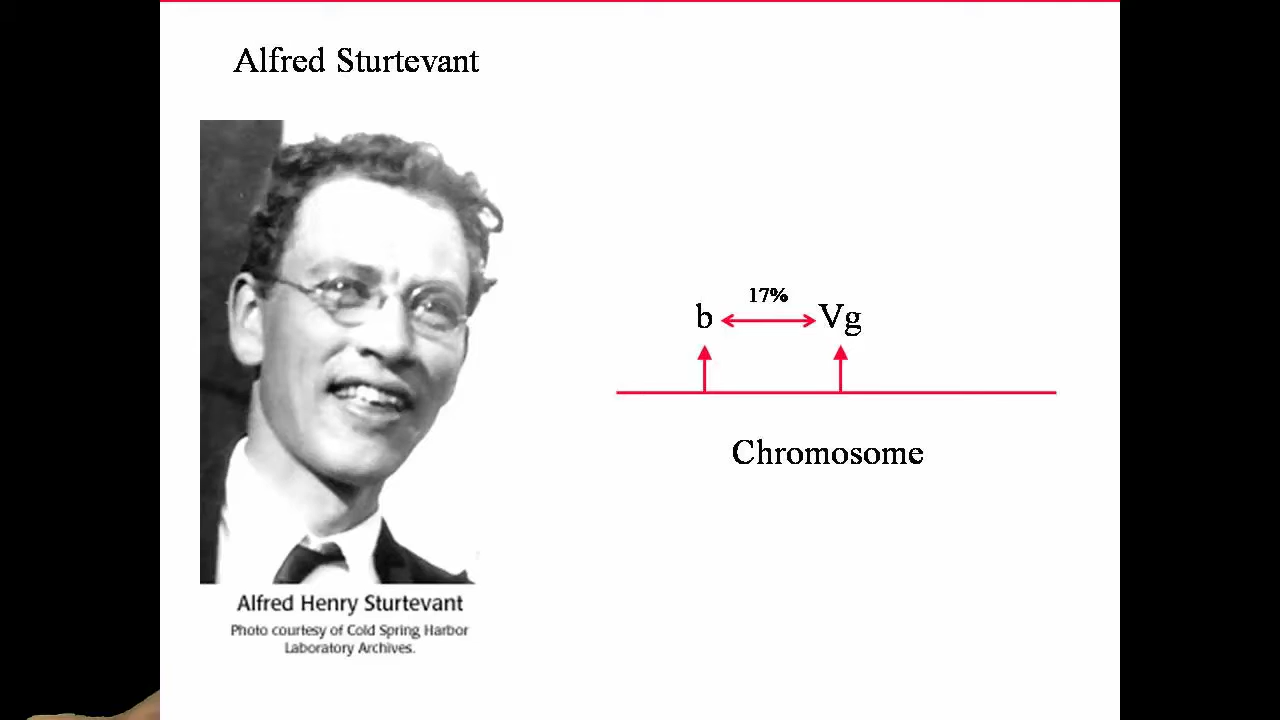 Alfred Sturtevant
17%
b Vg
Chromosome
Alfred Henry Sturtevant
Photo courtesy of Cold Spring Harbor
Laboratory Archives.